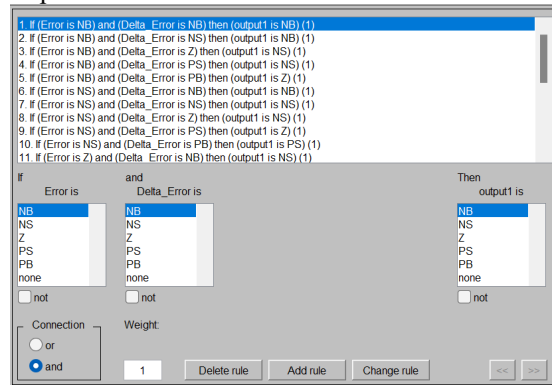 1. If (Error is NB) and (Delta_Error is NB) then (output1 is NB) (1)
2. If (Error is NB) and (Delta_Error is NS) then (output1 is NB) (1)
3. If (Error is NB) and (Delta_Error is Z) then (output1 is NS) (1)
4. If (Error is NB) and (Delta_Error is PS) then (output1 is NS) (1)
5. If (Error is NB) and (Delta_Error is PB) then (output1 is Z) (1)
6. If (Error is NS) and (Delta_Error is NB) then (output1 is NB) (1)
7. If (Error is NS) and (Delta_Error is NS) then (output1 is NS) (1)
8. If (Error is NS) and (Delta_Error is Z) then (output1 is NS) (1)
9. If (Error is NS) and (Delta_Error is PS) then (output1 is Z) (1)
10. If (Error is NS) and (Delta_Error is PB) then (output1 is PS) (1)
11. If (Error is Z) and (Delta_Error is NB) then (output1 is NS) (1)
If and Then
Error is Delta_Error is output1 is
NB NB NB
NS NS NS
Z Z Z
PS PS PS
PB PB PB
none none none
not not not
Connection Weight:
or
and 1 Delete rule Add rule Change rule << >>